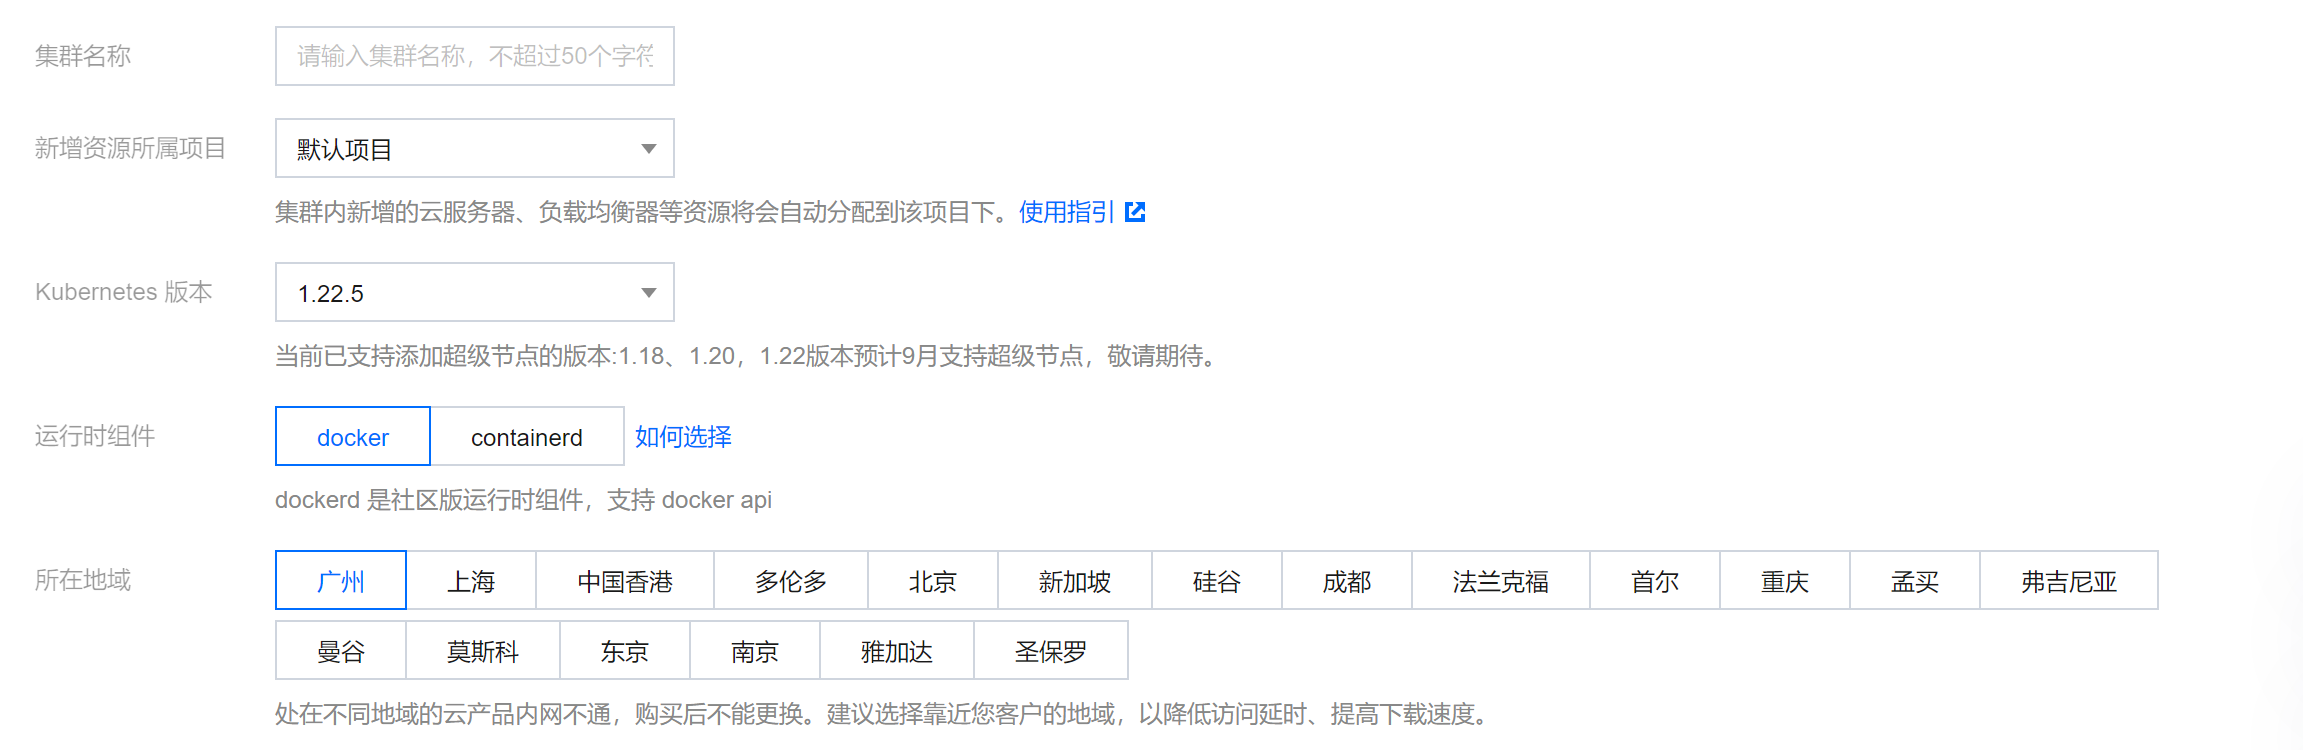 集群名称 请输入集群名称，不超过50个字符
新增资源所属项目 默认项目
集群内新增的云服务器、负载均衡器等资源将会自动分配到该项目下。使用指引
Kubernetes 版本 1.22.5
当前已支持添加超级节点的版本:1.18、1.20，1.22版本预计9月支持超级节点，敬请期待。
运行时组件 docker containerd 如何选择
dockerd 是社区版运行时组件，支持 docker api
所在地域 广州 上海 中国香港 多伦多 北京 新加坡 硅谷 成都 法兰克福 首尔 重庆 孟买 弗吉尼亚
曼谷 莫斯科 东京 南京 雅加达 圣保罗
处在不同地域的云产品内网不通，购买后不能更换。建议选择靠近您客户的地域，以降低访问延时、提高下载速度。